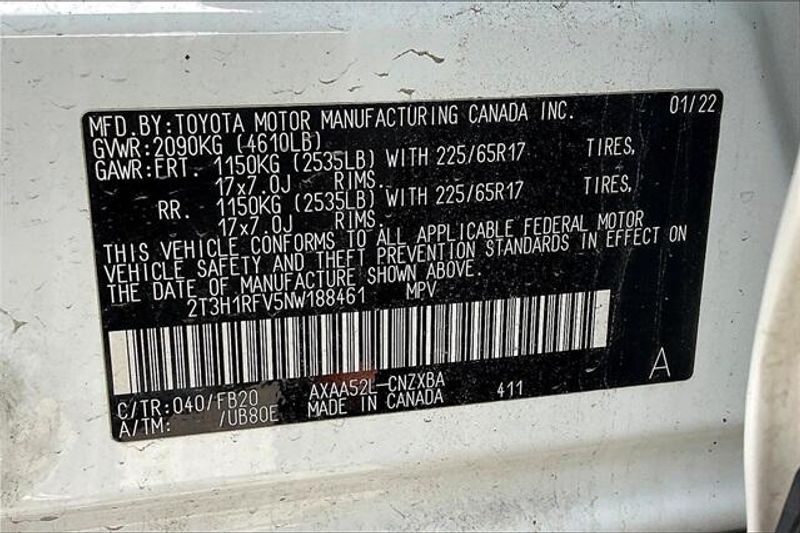 MFD.BY:TOYOTA MOTOR MANUFACTURING CANADA INC. 01/22
GVWR:2090KG (4610LB)
GAWR:FRT. 1150KG (2535LB) WITH 225/65R17 TIRES,
17x7.0J RIMS.
RR. 1150KG (2535LB) WITH 225/65R17 TIRES,
17x7.0J RIMS.
THIS VEHICLE CONFORMS TO ALL APPLICABLE FEDERAL MOTOR
VEHICLE SAFETY AND THEFT PREVENTION STANDARDS IN EFFECT ON
THE DATE OF MANUFACTURE SHOWN ABOVE.
2T3H1RFV5NW188461 MPV
C/TR:040/FB20 AXAA52L-CNZXBA 411 A
A/TM: /UB80E MADE IN CANADA